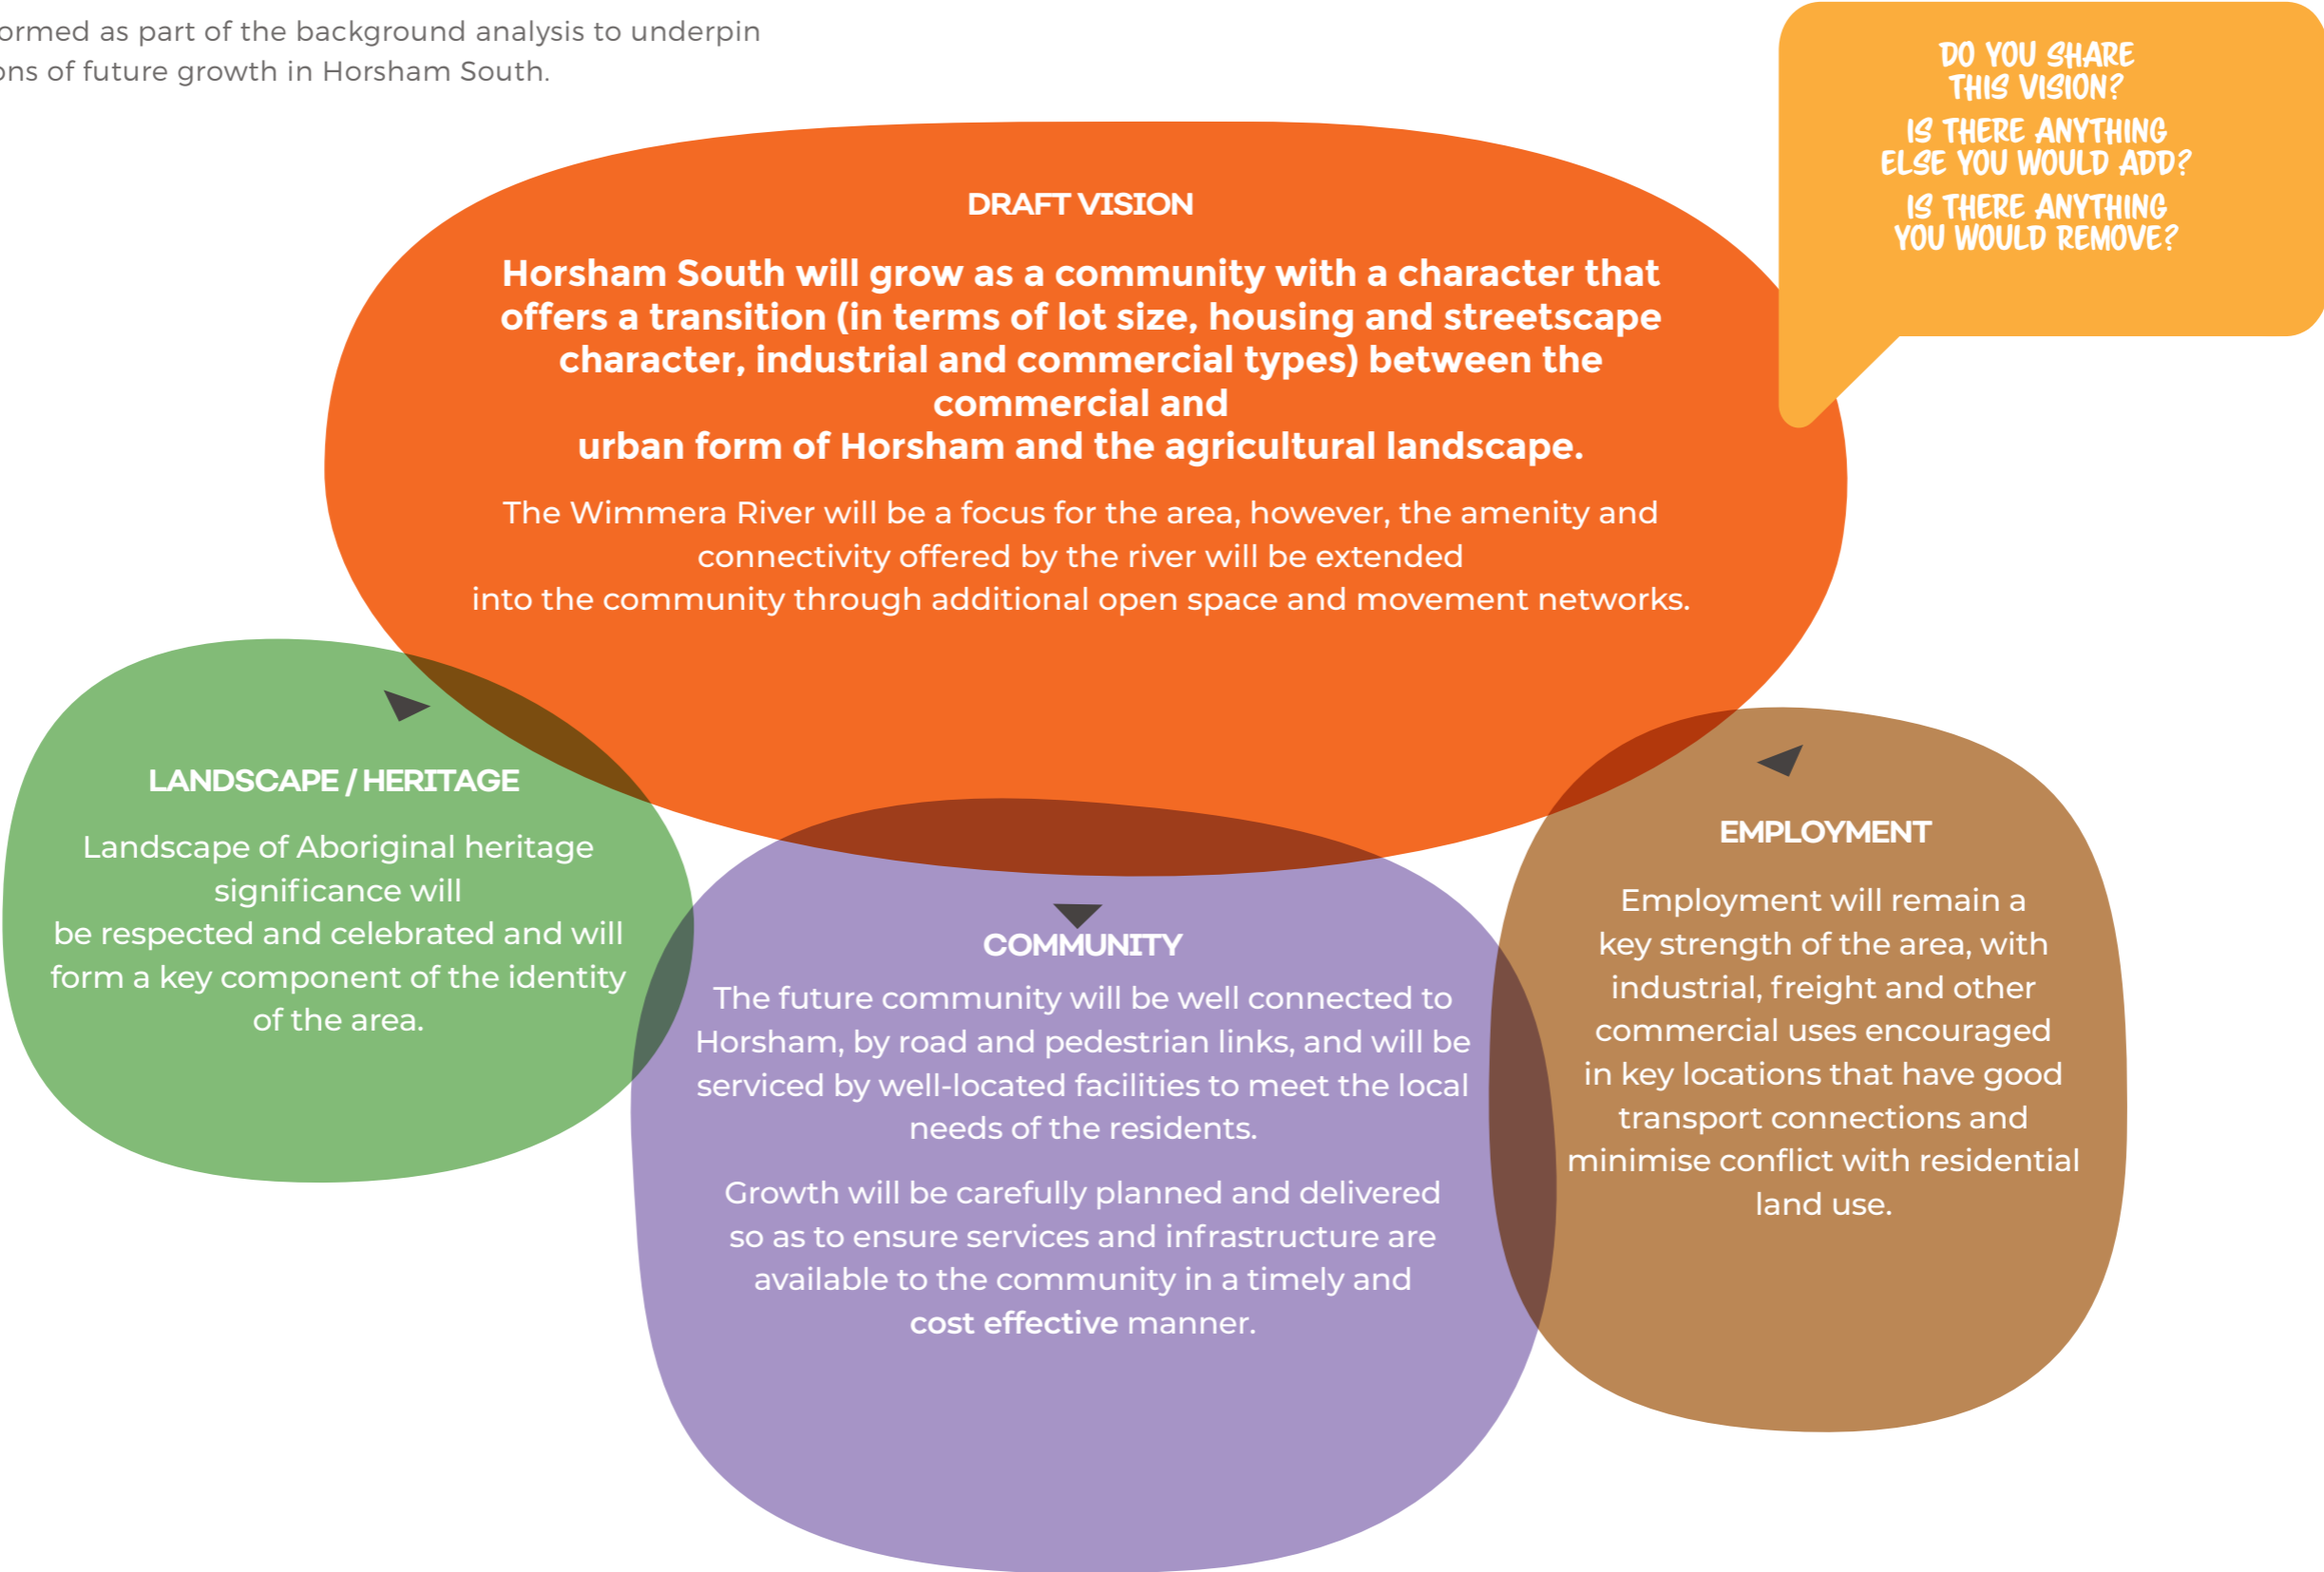 ormed as part of the background analysis to underpin
ons of future growth in Horsham South.
DO YOU SHARE
THIS VISION?
IS THERE ANYTHING
ELSE YOU WOULD ADD?
IS THERE ANYTHING
YOU WOULD REMOVE?
DRAFT VISION
Horsham South will grow as a community with a character that
offers a transition (in terms of lot size, housing and streetscape
character, industrial and commercial types) between the
commercial and
urban form of Horsham and the agricultural landscape.
The Wimmera River will be a focus for the area, however, the amenity and
connectivity offered by the river will be extended
into the community through additional open space and movement networks.
LANDSCAPE / HERITAGE
Landscape of Aboriginal heritage
significance will
be respected and celebrated and will
form a key component of the identity
of the area.
COMMUNITY
The future community will be well connected to
Horsham, by road and pedestrian links, and will be
serviced by well-located facilities to meet the local
needs of the residents.
Growth will be carefully planned and delivered
so as to ensure services and infrastructure are
available to the community in a timely and
cost effective manner.
EMPLOYMENT
Employment will remain a
key strength of the area, with
industrial, freight and other
commercial uses encouraged
in key locations that have good
transport connections and
minimise conflict with residential
land use.